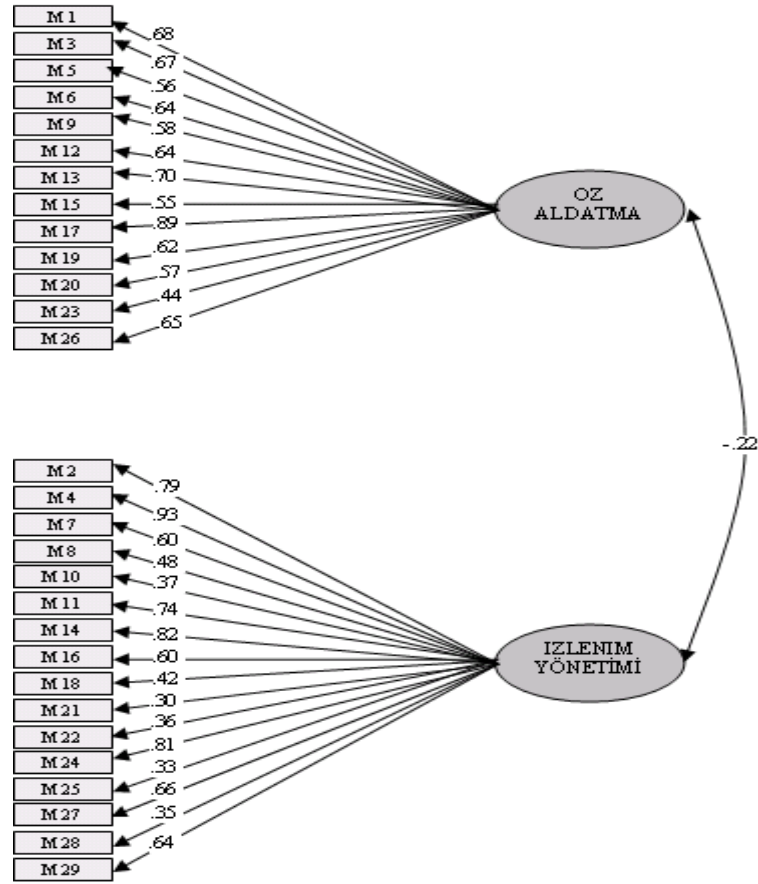 M 1
M 3
M 5
M 6
M 9
M 12
M 13
M 15
M 17
M 19
M 20
M 23
M 26
.68
.67
.56
.64
.58
.64
.70
.55
.89
.62
.57
.44
.65
OZ
ALDATMA
-.22
M 2
M 4
M 7
M 8
M 10
M 11
M 14
M 16
M 18
M 21
M 22
M 24
M 25
M 27
M 28
M 29
.79
.93
.60
.48
.37
.74
.82
.60
.42
.30
.36
.81
.33
.66
.35
.64
IZLENIM
YÖNETİMİ